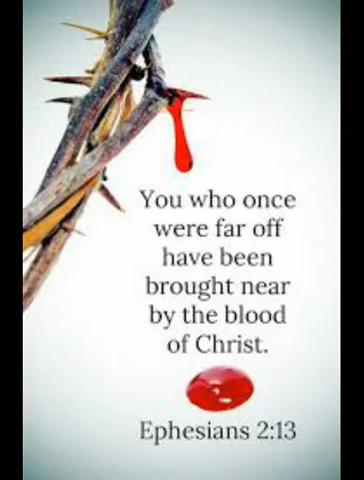 You who once
were far off
have been
brought near
by the blood
of Christ.
Ephesians 2:13